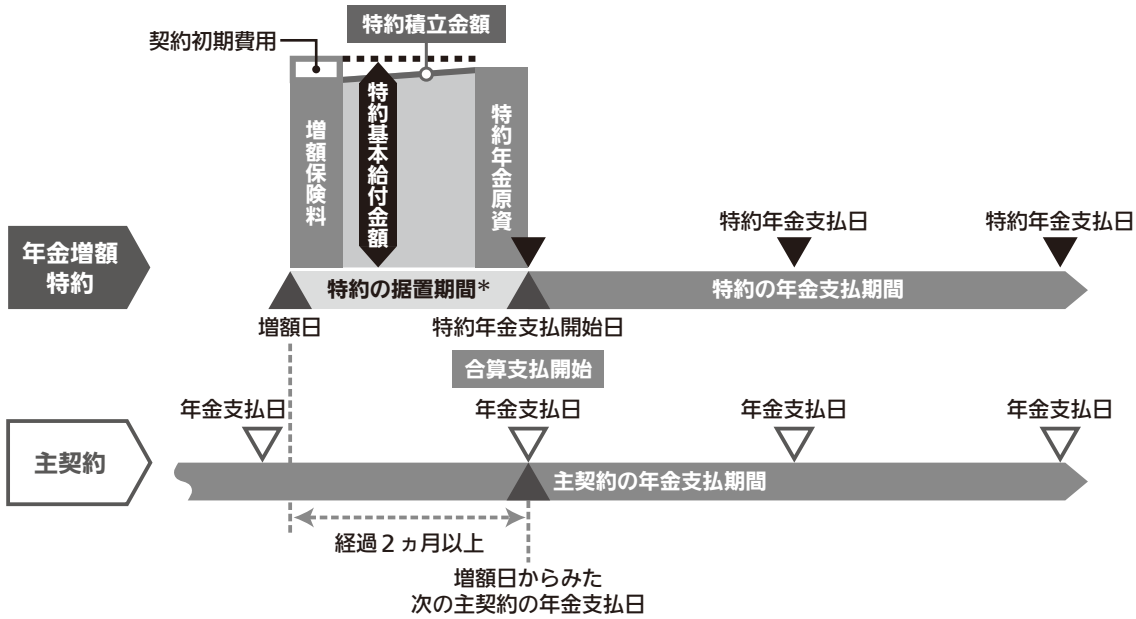 特約積立金額
契約初期費用
増額保険料
特約基本給付金額
特約年金原資
年金増額
特約
特約年金支払日
特約年金支払日
特約の据置期間*
特約の年金支払期間
増額日
特約年金支払開始日
合算支払開始
年金支払日
年金支払日
年金支払日
年金支払日
主契約
主契約の年金支払期間
経過2ヵ月以上
増額日からみた
次の主契約の年金支払日